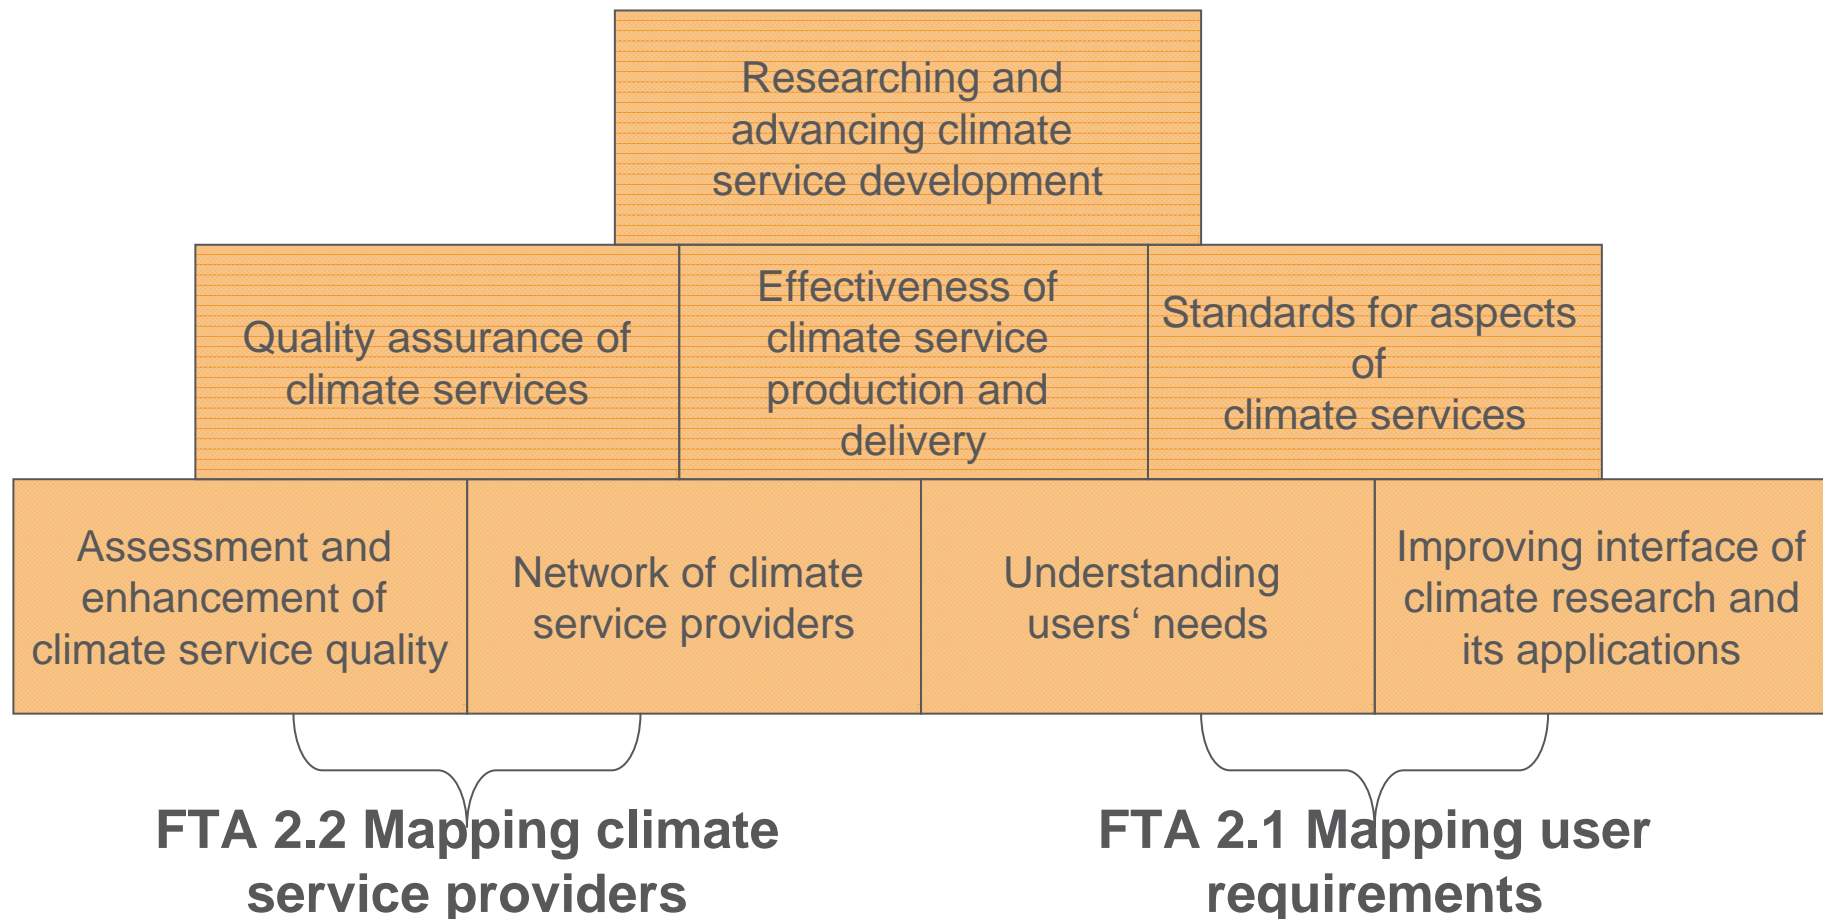 Researching and
advancing climate
service development
Quality assurance of
climate services
Effectiveness of
climate service
production and
delivery
Standards for aspects
of
climate services
Assessment and
enhancement of
climate service quality
Network of climate
service providers
Understanding
users‘ needs
Improving interface of
climate research and
its applications
FTA 2.2 Mapping climate
service providers
FTA 2.1 Mapping user
requirements